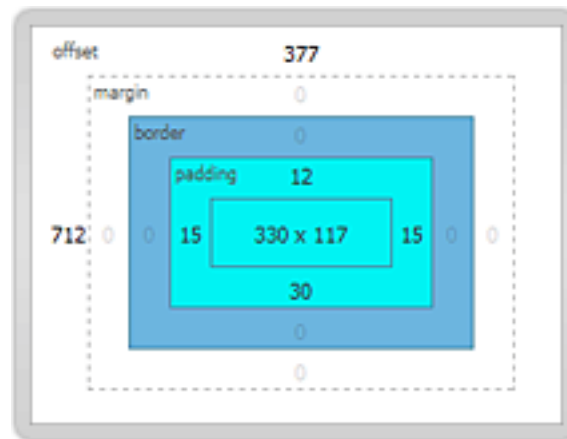 offset 377
margin 0
border 0
padding 12
712 0 0 15 330 x 117 15 0 0
30
0
0